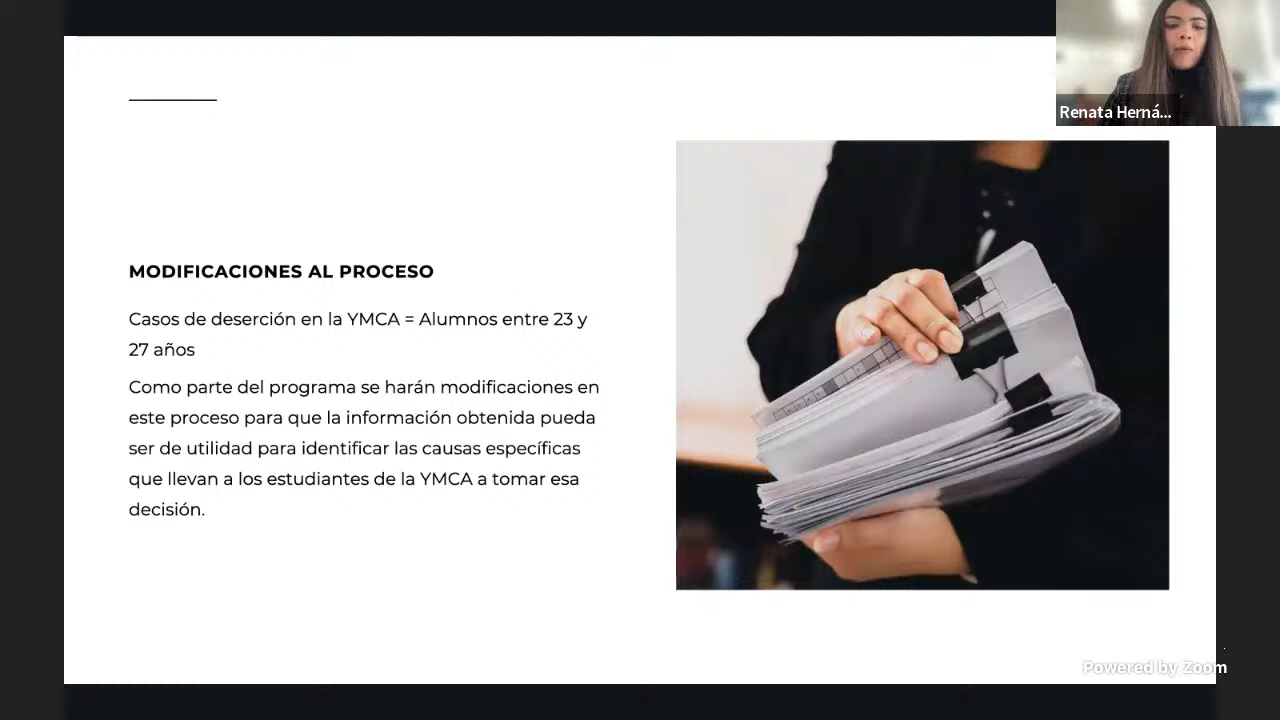 Renata Herná...
MODIFICACIONES AL PROCESO
Casos de deserción en la YMCA = Alumnos entre 23 y
27 años
Como parte del programa se harán modificaciones en
este proceso para que la información obtenida pueda
ser de utilidad para identificar las causas específicas
que llevan a los estudiantes de la YMCA a tomar esa
decisión.
Powered by Zoom